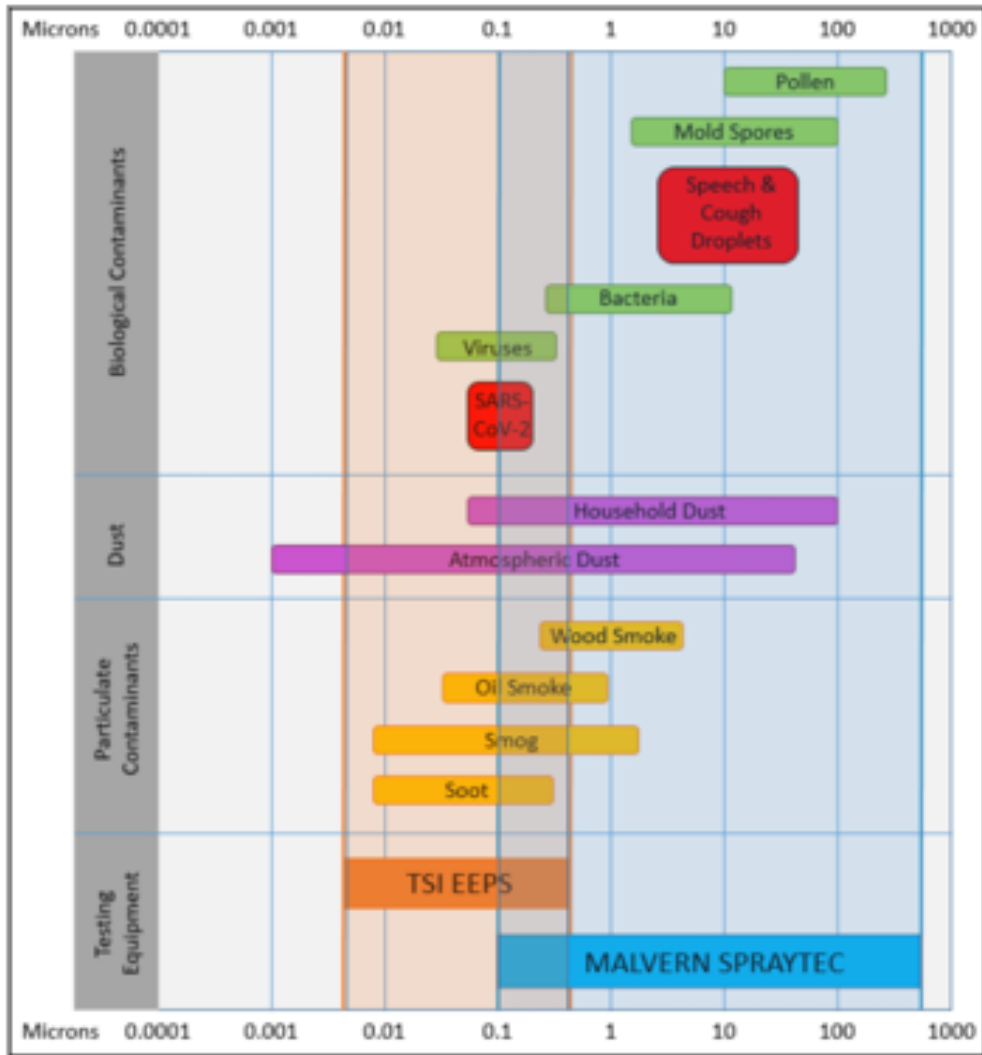 Microns 0.0001 0.001 0.01 0.1 1 10 100 1000
Biological Contaminants
Pollen
Mold Spores
Speech &
Cough
Droplets
Bacteria
Viruses
SARS-
CoV-2
Dust
Household Dust
Atmospheric Dust
Particulate
Contaminants
Wood Smoke
Oil Smoke
Smog
Soot
Testing
Equipment
TSI EEPS
MALVERN SPRAYTEC
Microns 0.0001 0.001 0.01 0.1 1 10 100 1000